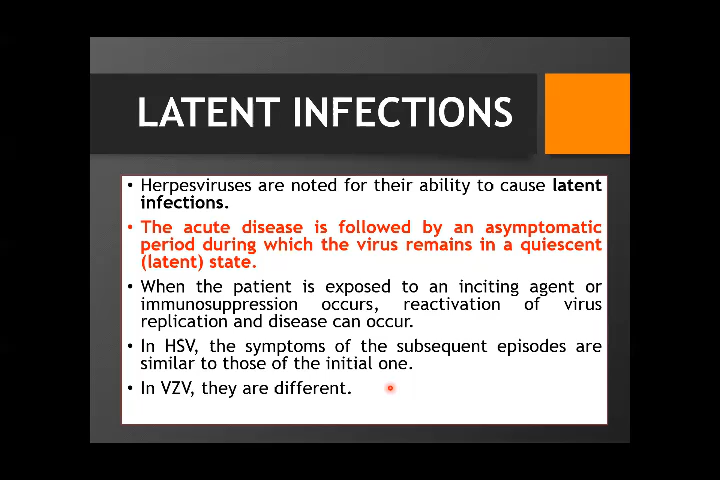 LATENT INFECTIONS
• Herpesviruses are noted for their ability to cause latent
infections.
• The acute disease is followed by an asymptomatic
period during which the virus remains in a quiescent
(latent) state.
• When the patient is exposed to an inciting agent or
immunosuppression occurs, reactivation of virus
replication and disease can occur.
• In HSV, the symptoms of the subsequent episodes are
similar to those of the initial one.
• In VZV, they are different.